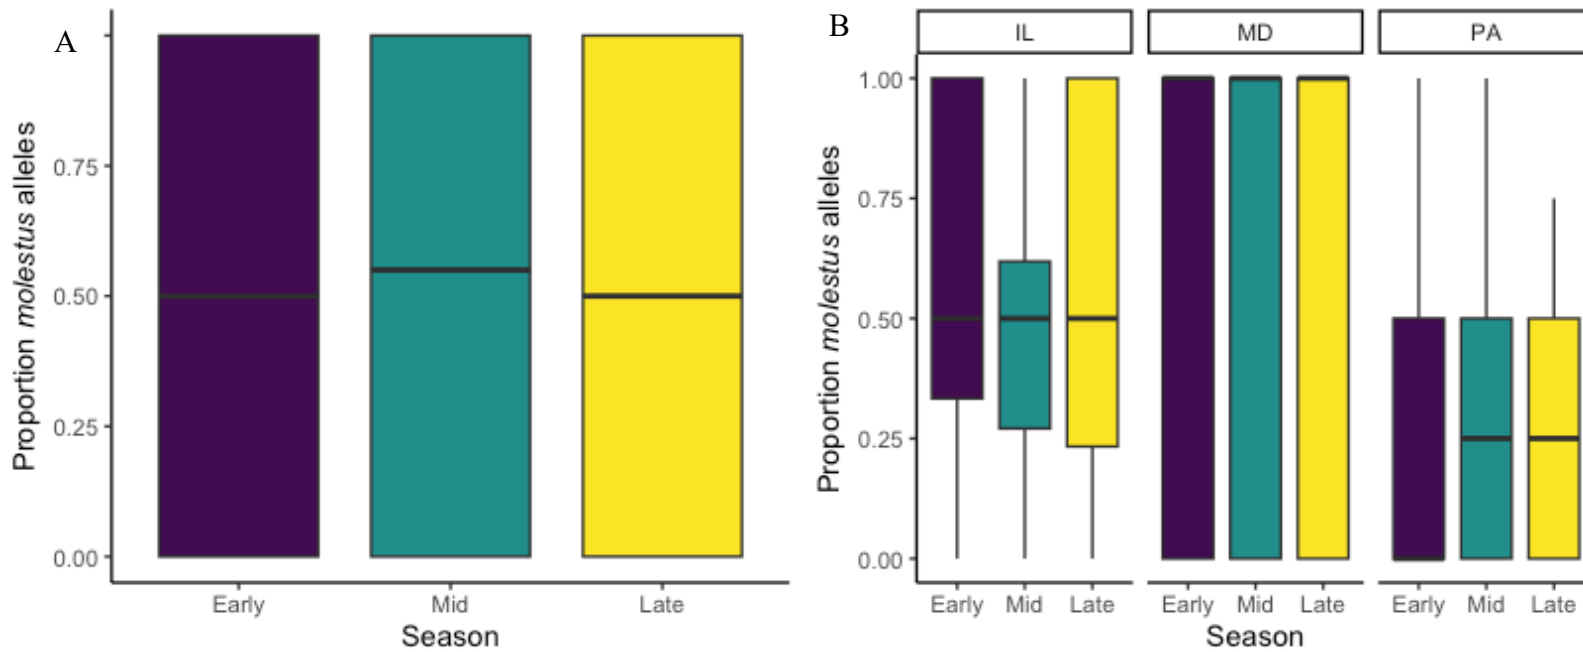 A
Proportion molestus alleles
0.75
0.50
0.25
0.00
Early Mid Late
Season
B
IL MD PA
Proportion molestus alleles
1.00
0.75
0.50
0.25
0.00
Early Mid Late Early Mid Late Early Mid Late
Season